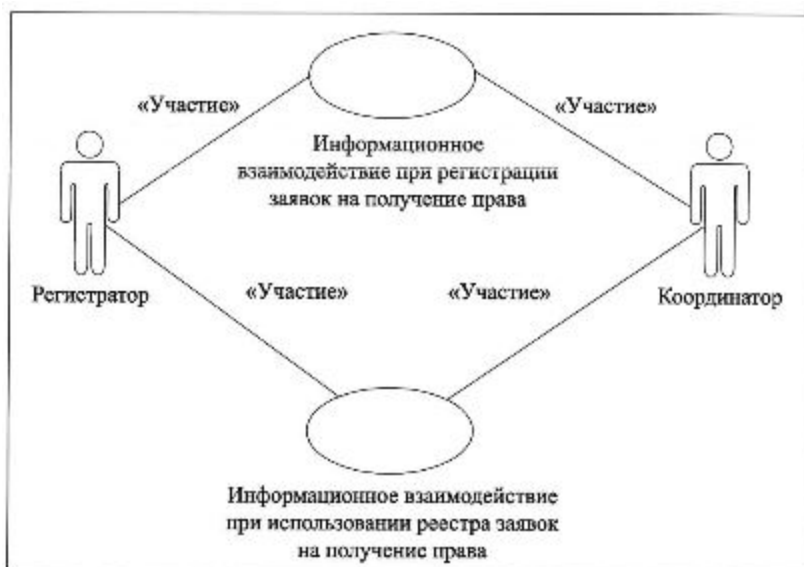 «Участие»
«Участие»
Информационное
взаимодействие при регистрации
заявок на получение права
Регистратор
«Участие»
«Участие»
Координатор
Информационное взаимодействие
при использовании реестра заявок
на получение права